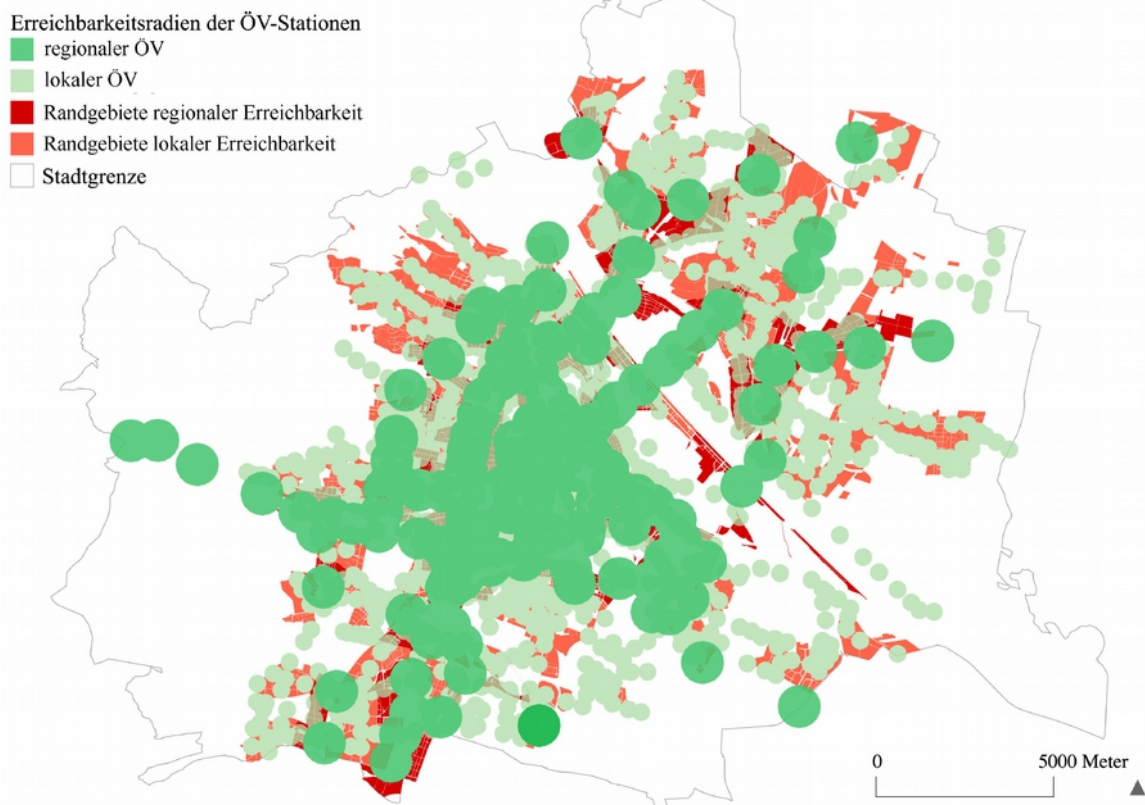 Erreichbarkeitsradien der ÖV-Stationen
regionaler ÖV
lokaler ÖV
Randgebiete regionaler Erreichbarkeit
Randgebiete lokaler Erreichbarkeit
Stadtgrenze
0 5000 Meter